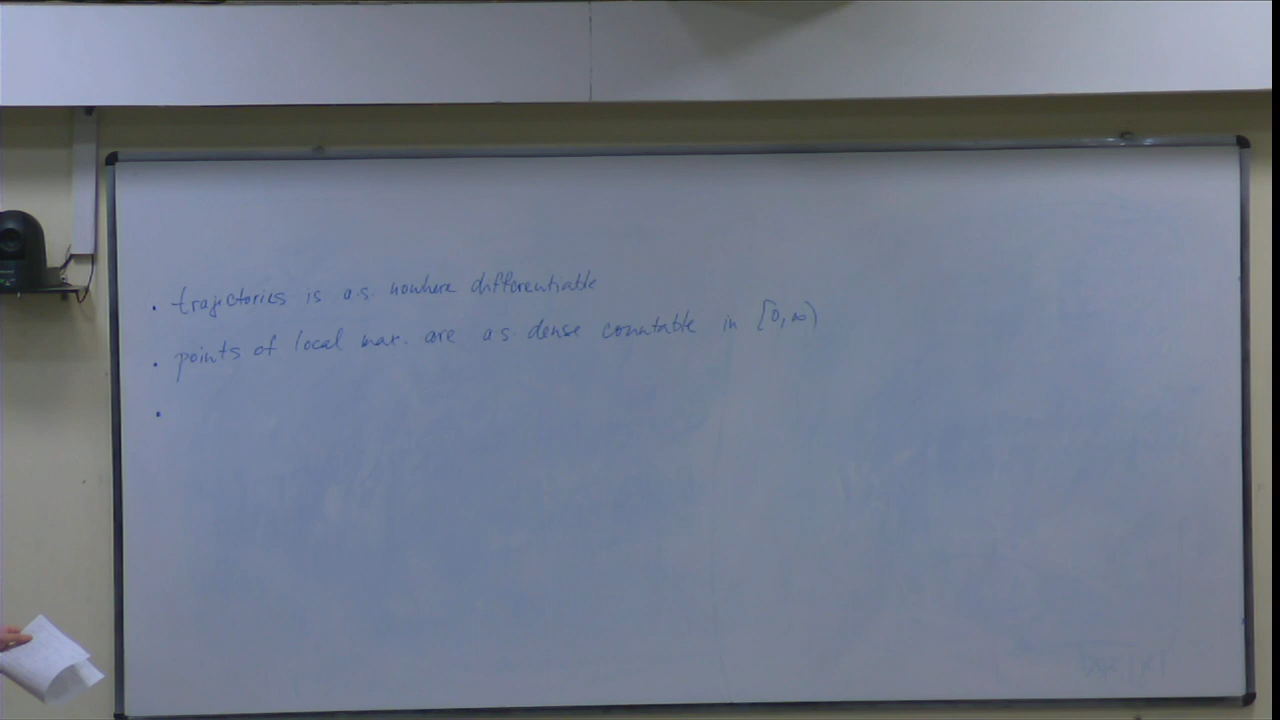 . trajectories is a.s. nowhere differentiable
. points of local max. are a.s. dense countable in [0,∞)
.